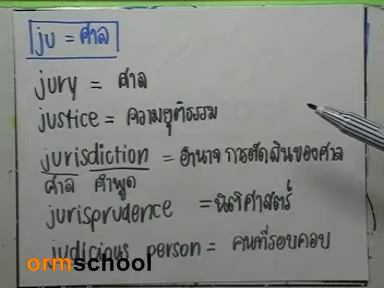 ju = ศาล
jury = ศาล
justice = ความยุติธรรม
jurisdiction = อำนาจการตัดสินของศาล
ศาล คำพูด
jurisprudence = นิติศาสตร์
judicious person = คนที่รอบคอบ
ormschool